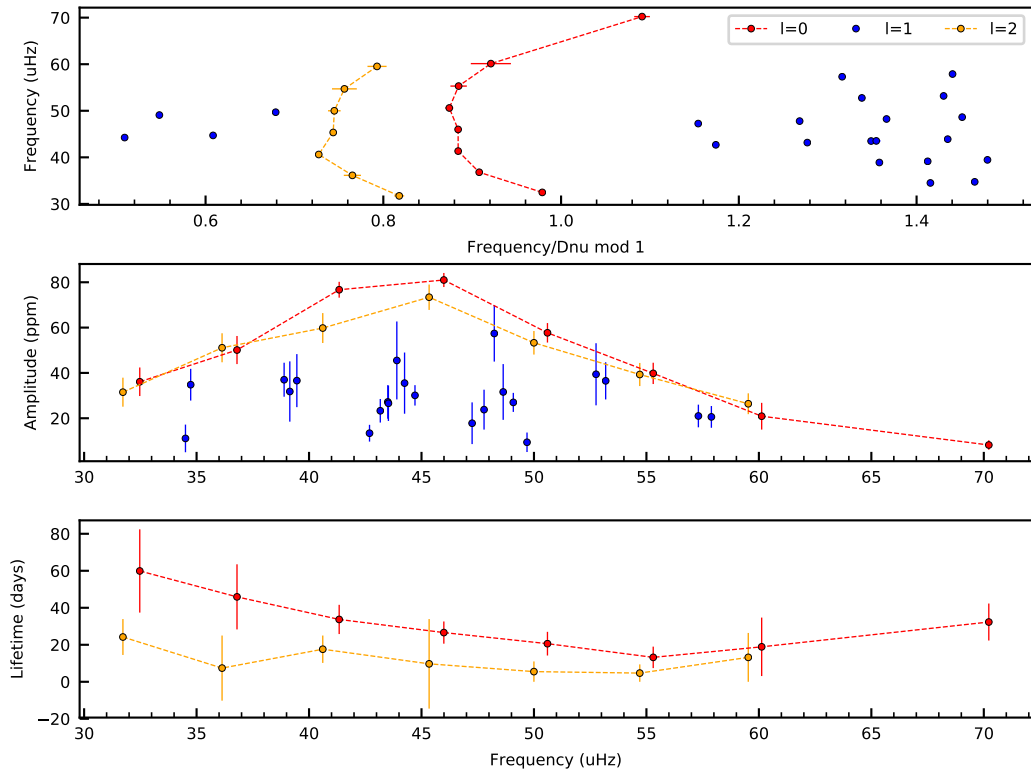 70
60
50
40
30
Frequency (uHz)
l=0 l=1 l=2
0.6 0.8 1.0 1.2 1.4
Frequency/Dnu mod 1
80
60
40
20
Amplitude (ppm)
30 35 40 45 50 55 60 65 70
80
60
40
20
0
−20
Lifetime (days)
30 35 40 45 50 55 60 65 70
Frequency (uHz)